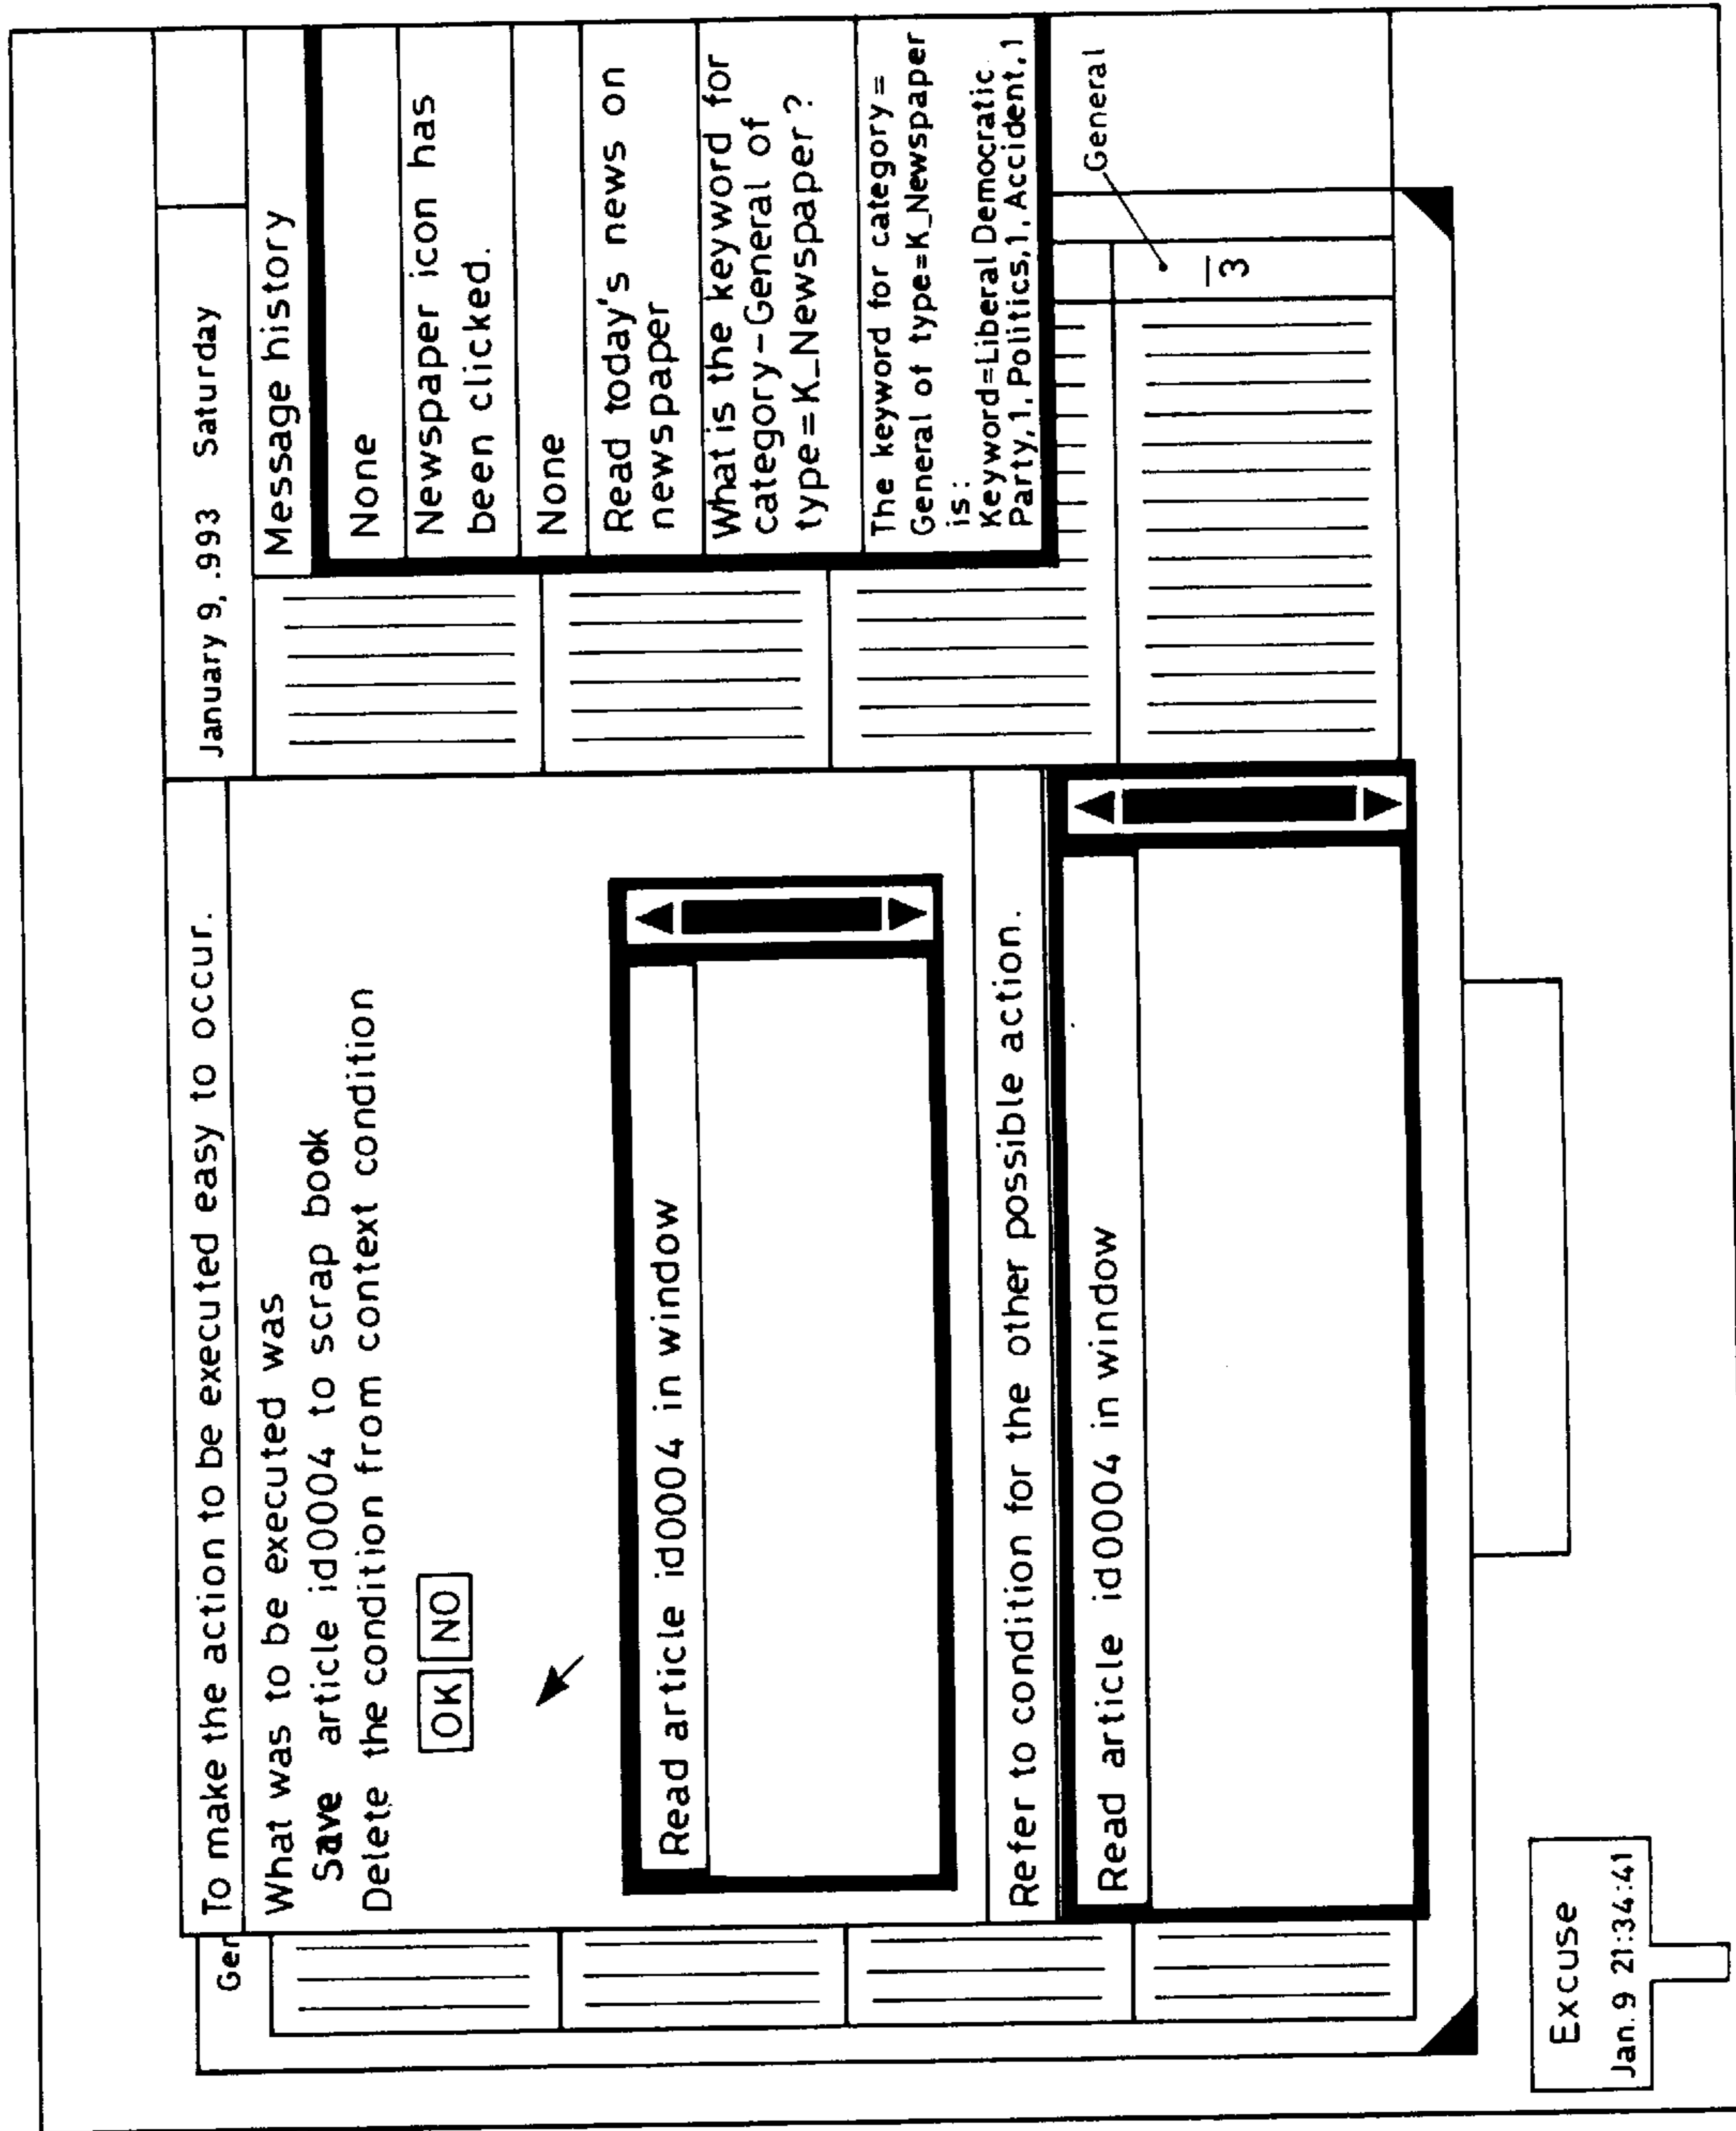 January 9, .993 Saturday
Ger
To make the action to be executed easy to occur.
What was to be executed was
Save article id0004 to scrap book
Delete the condition from context condition
OK NO
Read article id0004 in window
Refer to condition for the other possible action.
Read article id0004 in window
Message history
None
Newspaper icon has
been clicked.
None
Read today's news on
newspaper
What is the keyword for
category-General of
type=K_Newspaper?
The keyword for category=
General of type=K_Newspaper
is:
Keyword=Liberal Democratic
Party,1,Politics,1,Accident,1
General
3
Excuse
Jan. 9 21:34:41